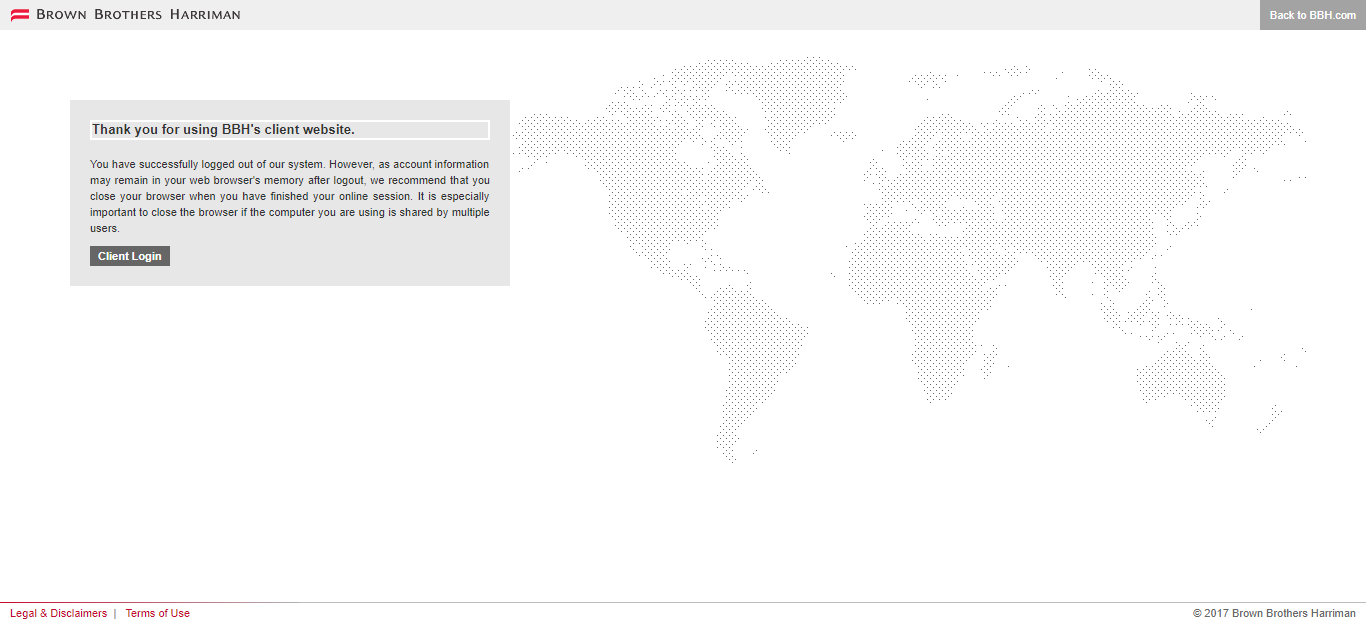 BROWN BROTHERS HARRIMAN
Back to BBH.com
Thank you for using BBH's client website.
You have successfully logged out of our system. However, as account information
may remain in your web browser's memory after logout, we recommend that you
close your browser when you have finished your online session. It is especially
important to close the browser if the computer you are using is shared by multiple
users.
Client Login
Legal & Disclaimers | Terms of Use
© 2017 Brown Brothers Harriman